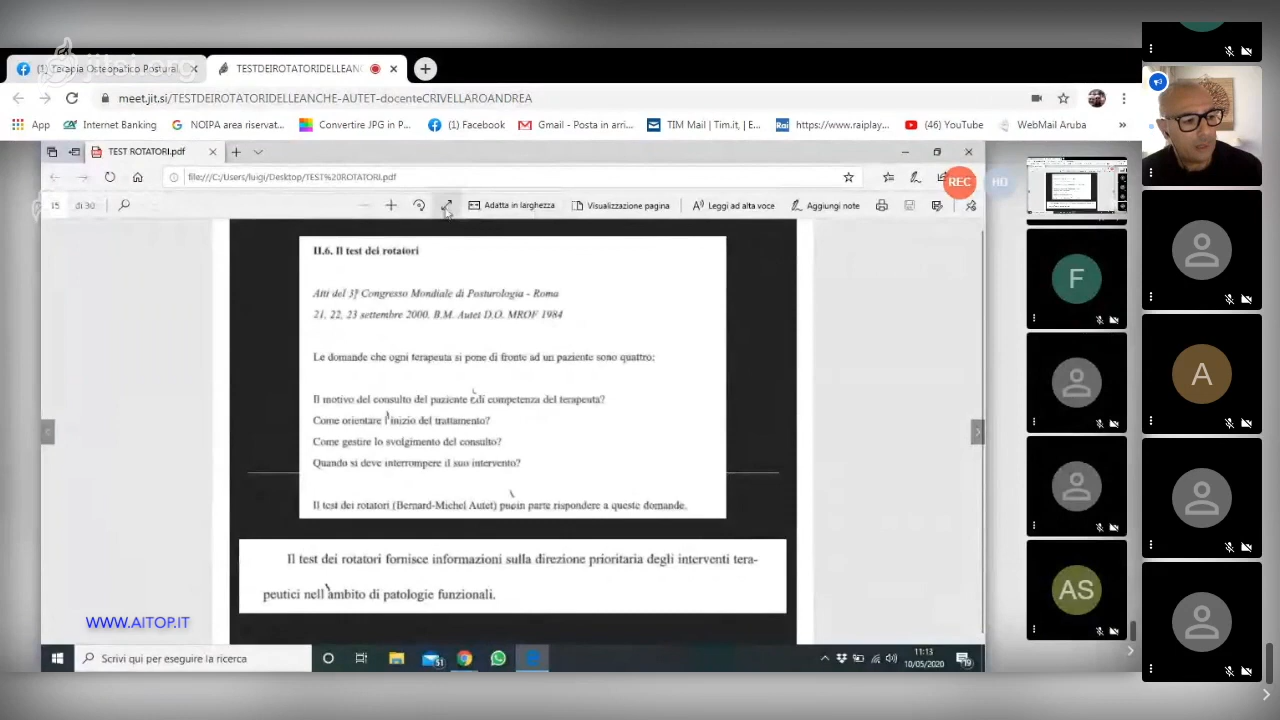 (1) Terapia Osteopatico Postural
TESTDEIROTATORIDELLEANC
meet.jit.si/TESTDEIROTATORIDELLEANCHE-AUTET-docenteCRIVELLAROANDREA
App
Internet Banking
NOIPA area riservat...
Convertire JPG in P...
(1) Facebook
Gmail - Posta in arri...
TIM Mail | Tim.it, | E...
Rai
https://www.raiplay...
(46) YouTube
WebMail Aruba
»
TEST ROTATORI.pdf
file:///C:/Users/luigi/Desktop/TEST%20ROTATORI.pdf
REC
HD
di 30
Adatta in larghezza
Visualizzazione pagina
Leggi ad alta voce
Aggiungi note
II.6. Il test dei rotatori
Atti del 3° Congresso Mondiale di Posturologia - Roma
21, 22, 23 settembre 2000. B.M. Autet D.O. MROF 1984
Le domande che ogni terapeuta si pone di fronte ad un paziente sono quattro:
Il motivo del consulto del paziente è di competenza del terapeuta?
Come orientare l'inizio del trattamento?
Come gestire lo svolgimento del consulto?
Quando si deve interrompere il suo intervento?
Il test dei rotatori (Bernard-Michel Autet) può in parte rispondere a queste domande.
Il test dei rotatori fornisce informazioni sulla direzione prioritaria degli interventi tera-
peutici nell'ambito di patologie funzionali.
WWW.AITOP.IT
Scrivi qui per eseguire la ricerca
51
11:13
10/05/2020
19
F
AS
A